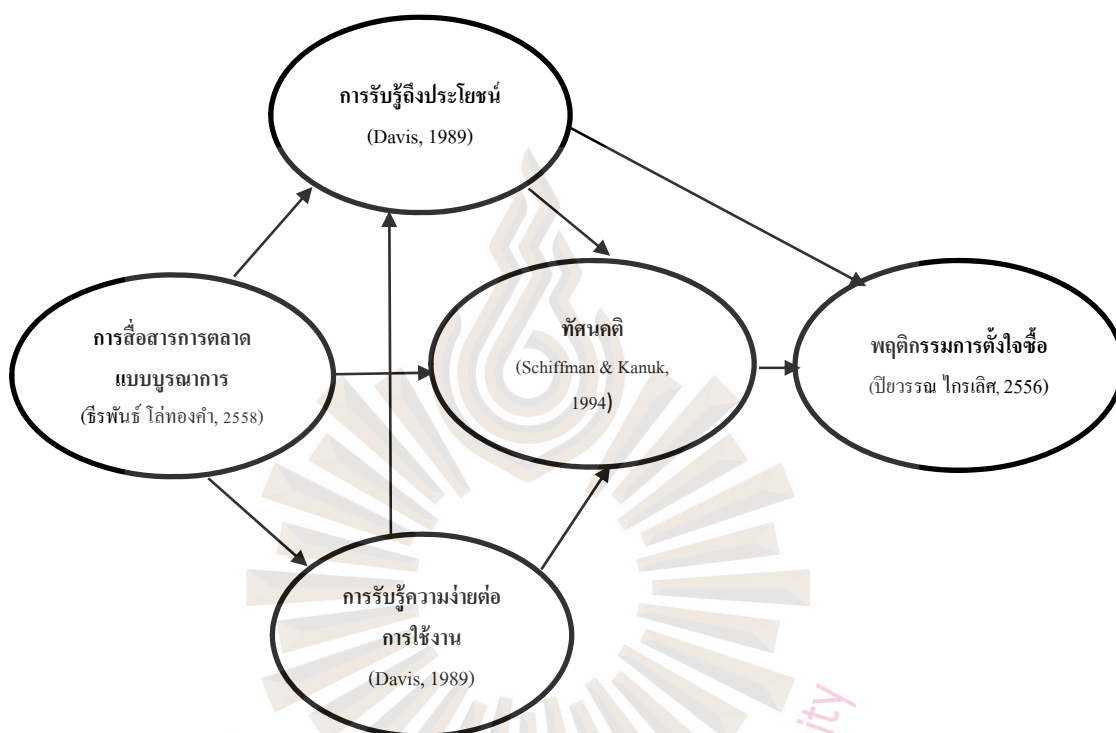 การรับรู้ถึงประโยชน์
(Davis, 1989)
การสื่อสารการตลาด
แบบบูรณาการ
(ธีรพันธ์ โล่ทองคำ, 2558)
ทัศนคติ
(Schiffman & Kanuk,
1994)
พฤติกรรมการตั้งใจซื้อ
(ปิยวรรณ ไกรเลิศ, 2556)
การรับรู้ความง่ายต่อ
การใช้งาน
(Davis, 1989)
ity